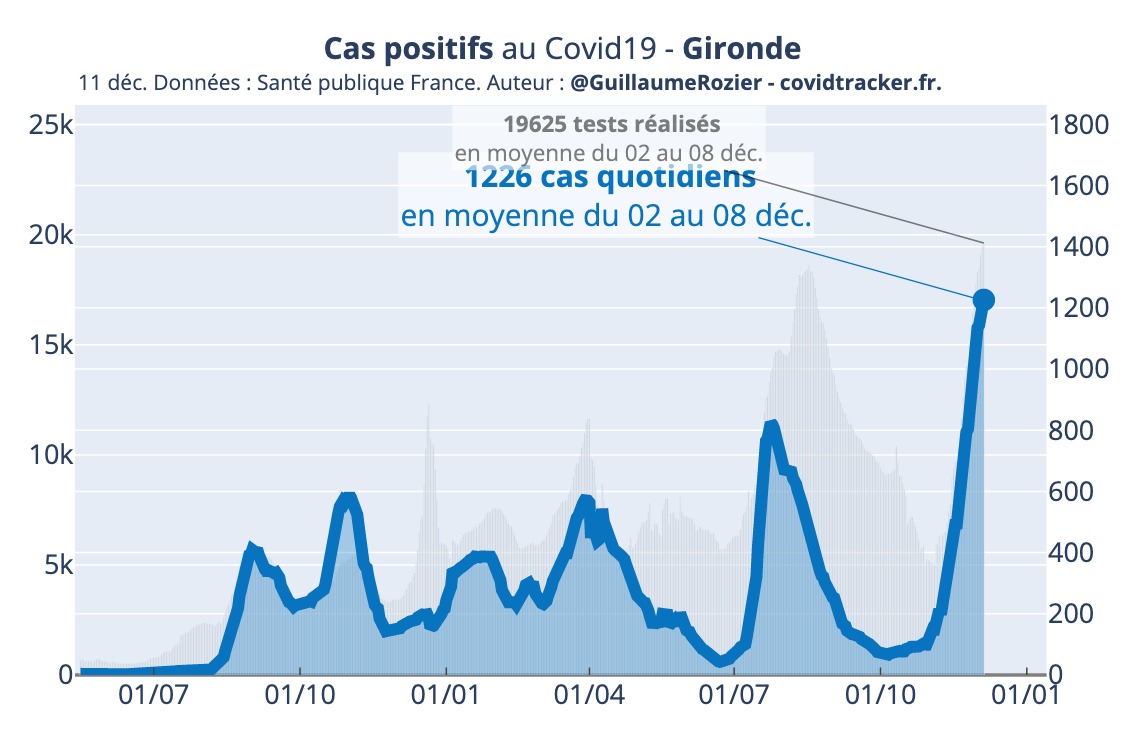 Cas positifs au Covid19 - Gironde
11 déc. Données : Santé publique France. Auteur : @GuillaumeRozier - covidtracker.fr.
19625 tests réalisés
en moyenne du 02 au 08 déc.
1226 cas quotidiens
en moyenne du 02 au 08 déc.
25k
20k
15k
10k
5k
0
1800
1600
1400
1200
1000
800
600
400
200
0
01/07 01/10 01/01 01/04 01/07 01/10 01/01